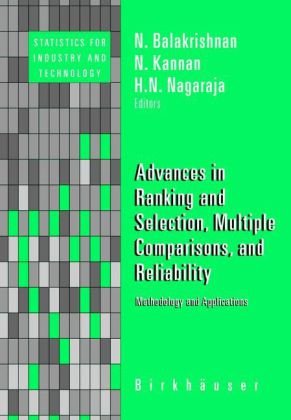 STATISTICS FOR
INDUSTRY AND
TECHNOLOGY
N. Balakrishnan
N. Kannan
H.N. Nagaraja
Editors
Advances in
Ranking and
Selection, Multiple
Comparisons, and
Reliability
Methodology and Applications
Birkhäuser